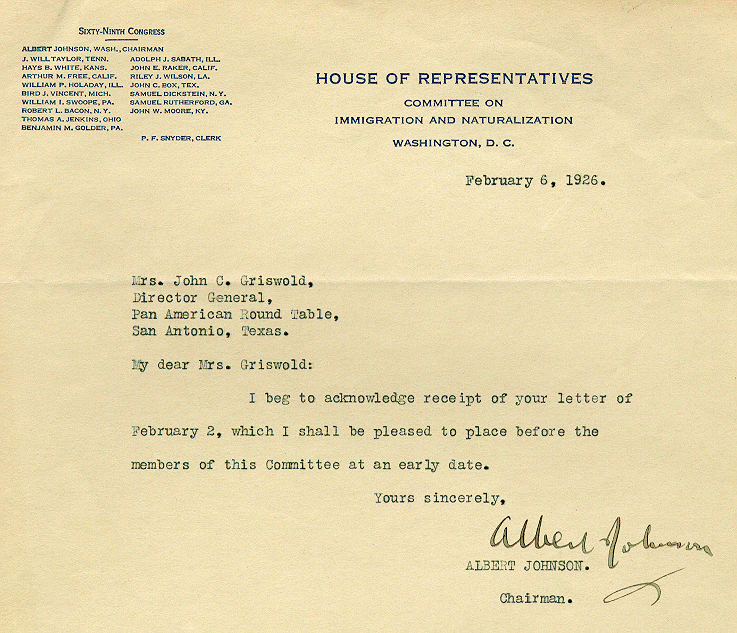 SIXTY-NINTH CONGRESS
ALBERT JOHNSON, WASH., CHAIRMAN
J. WILL TAYLOR, TENN.
HAYS B. WHITE, KANS.
ARTHUR M. FREE, CALIF.
WILLIAM P. HOLADAY, ILL.
BIRD J. VINCENT, MICH.
WILLIAM I. SWOOPE, PA.
ROBERT L. BACON, N. Y.
THOMAS A. JENKINS, OHIO
BENJAMIN M. GOLDER, PA.
ADOLPH J. SABATH, ILL.
JOHN E. RAKER, CALIF.
RILEY J. WILSON, LA.
JOHN C. BOX, TEX.
SAMUEL DICKSTEIN, N. Y.
SAMUEL RUTHERFORD, GA.
JOHN W. MOORE, KY.
P. F. SNYDER, CLERK
HOUSE OF REPRESENTATIVES
COMMITTEE ON
IMMIGRATION AND NATURALIZATION
WASHINGTON, D. C.
February 6, 1926.
Mrs. John C. Griswold,
Director General,
Pan American Round Table,
San Antonio, Texas.
My dear Mrs. Griswold:
I beg to acknowledge receipt of your letter of
February 2, which I shall be pleased to place before the
members of this Committee at an early date.
Yours sincerely,
Albert Johnson
ALBERT JOHNSON.
Chairman.